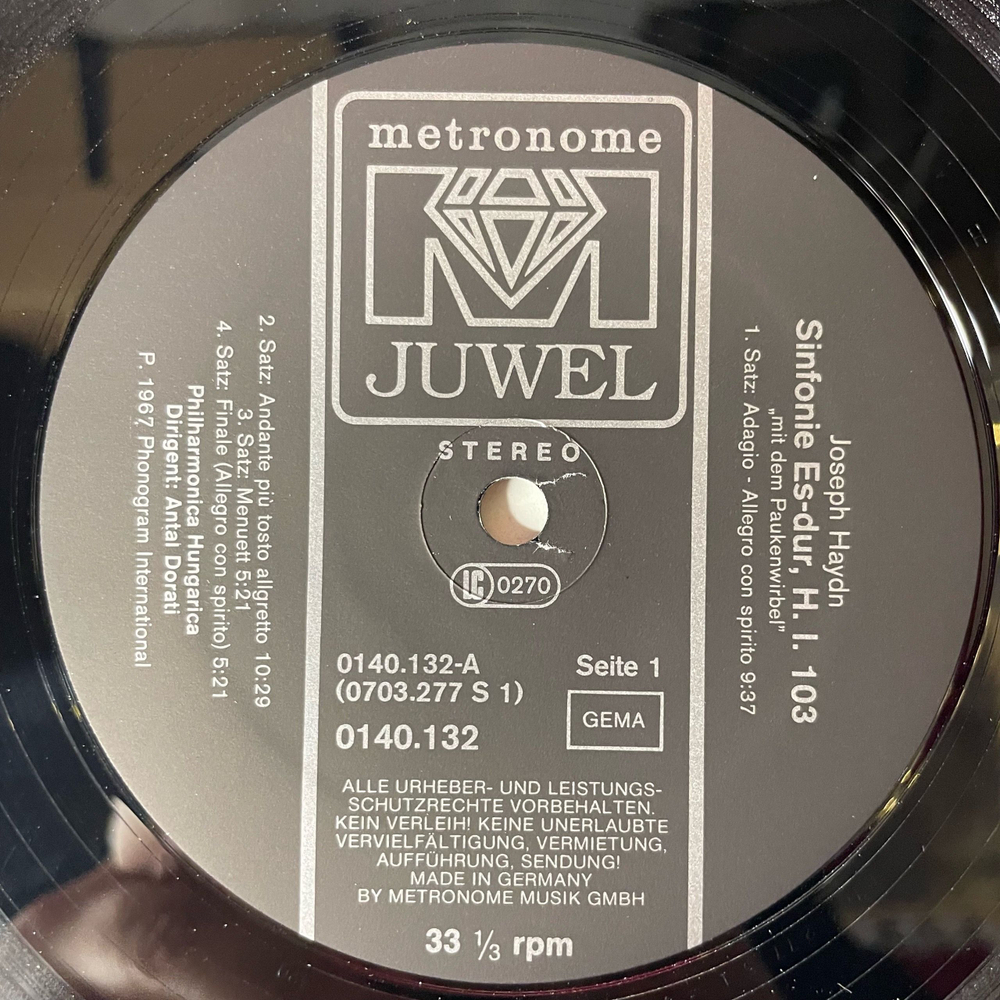 metronome
JUWEL
STEREO
LC 0270
0140.132-A
(0703.277 S 1)
0140.132
Seite 1
GEMA
ALLE URHEBER- UND LEISTUNGS-
SCHUTZRECHTE VORBEHALTEN.
KEIN VERLEIH! KEINE UNERLAUBTE
VERVIELFÄLTIGUNG, VERMIETUNG,
AUFFÜHRUNG, SENDUNG!
MADE IN GERMANY
BY METRONOME MUSIK GMBH
33 ⅓ rpm
Joseph Haydn
Sinfonie Es-dur, H. I. 103
„mit dem Paukenwirbel”
1. Satz: Adagio - Allegro con spirito 9:37
2. Satz: Andante più tosto allgretto 10:29
3. Satz: Menuett 5:21
4. Satz: Finale (Allegro con spirito) 5:21
Philharmonica Hungarica
Dirigent: Antal Dorati
P. 1967, Phonogram International